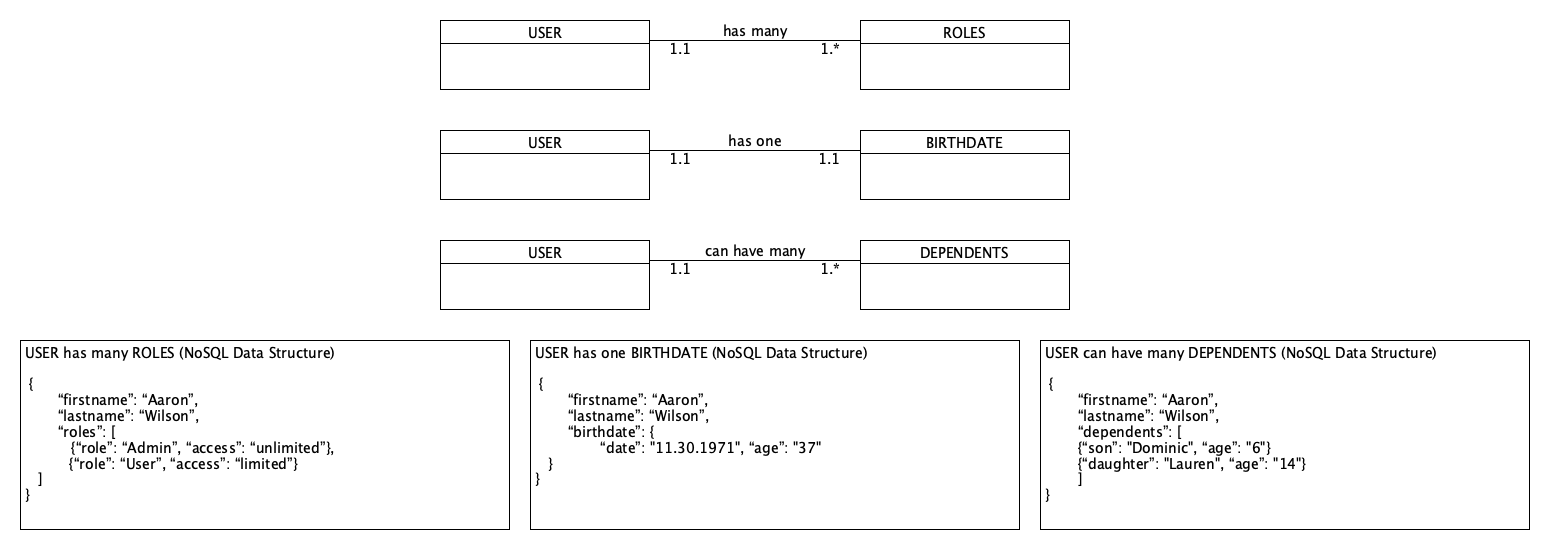 USER
has many
ROLES
1.1
1.*
USER
has one
BIRTHDATE
1.1
1.1
USER
can have many
DEPENDENTS
1.1
1.*
USER has many ROLES (NoSQL Data Structure)
{
“firstname”: “Aaron”,
“lastname”: “Wilson”,
“roles”: [
{“role”: “Admin”, “access”: “unlimited”},
{“role”: “User”, “access”: “limited”}
]
}
USER has one BIRTHDATE (NoSQL Data Structure)
{
“firstname”: “Aaron”,
“lastname”: “Wilson”,
“birthdate”: {
“date”: "11.30.1971", “age”: "37"
}
}
USER can have many DEPENDENTS (NoSQL Data Structure)
{
“firstname”: “Aaron”,
“lastname”: “Wilson”,
“dependents”: [
{“son”: "Dominic", “age”: "6"}
{“daughter”: "Lauren", “age”: "14"}
]
}